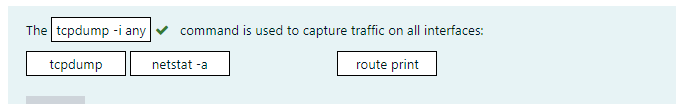 The tcpdump -i any command is used to capture traffic on all interfaces:
tcpdump netstat -a route print